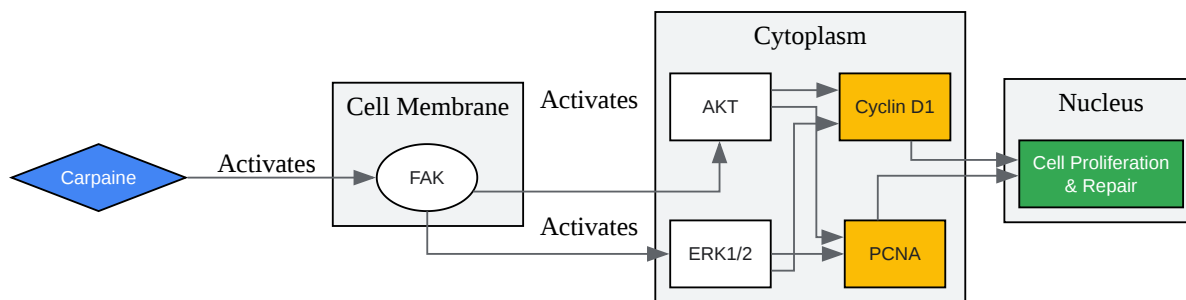 Carpaine
Activates
Cell Membrane
FAK
Activates
Activates
Cytoplasm
AKT
Cyclin D1
ERK1/2
PCNA
Nucleus
Cell Proliferation
& Repair